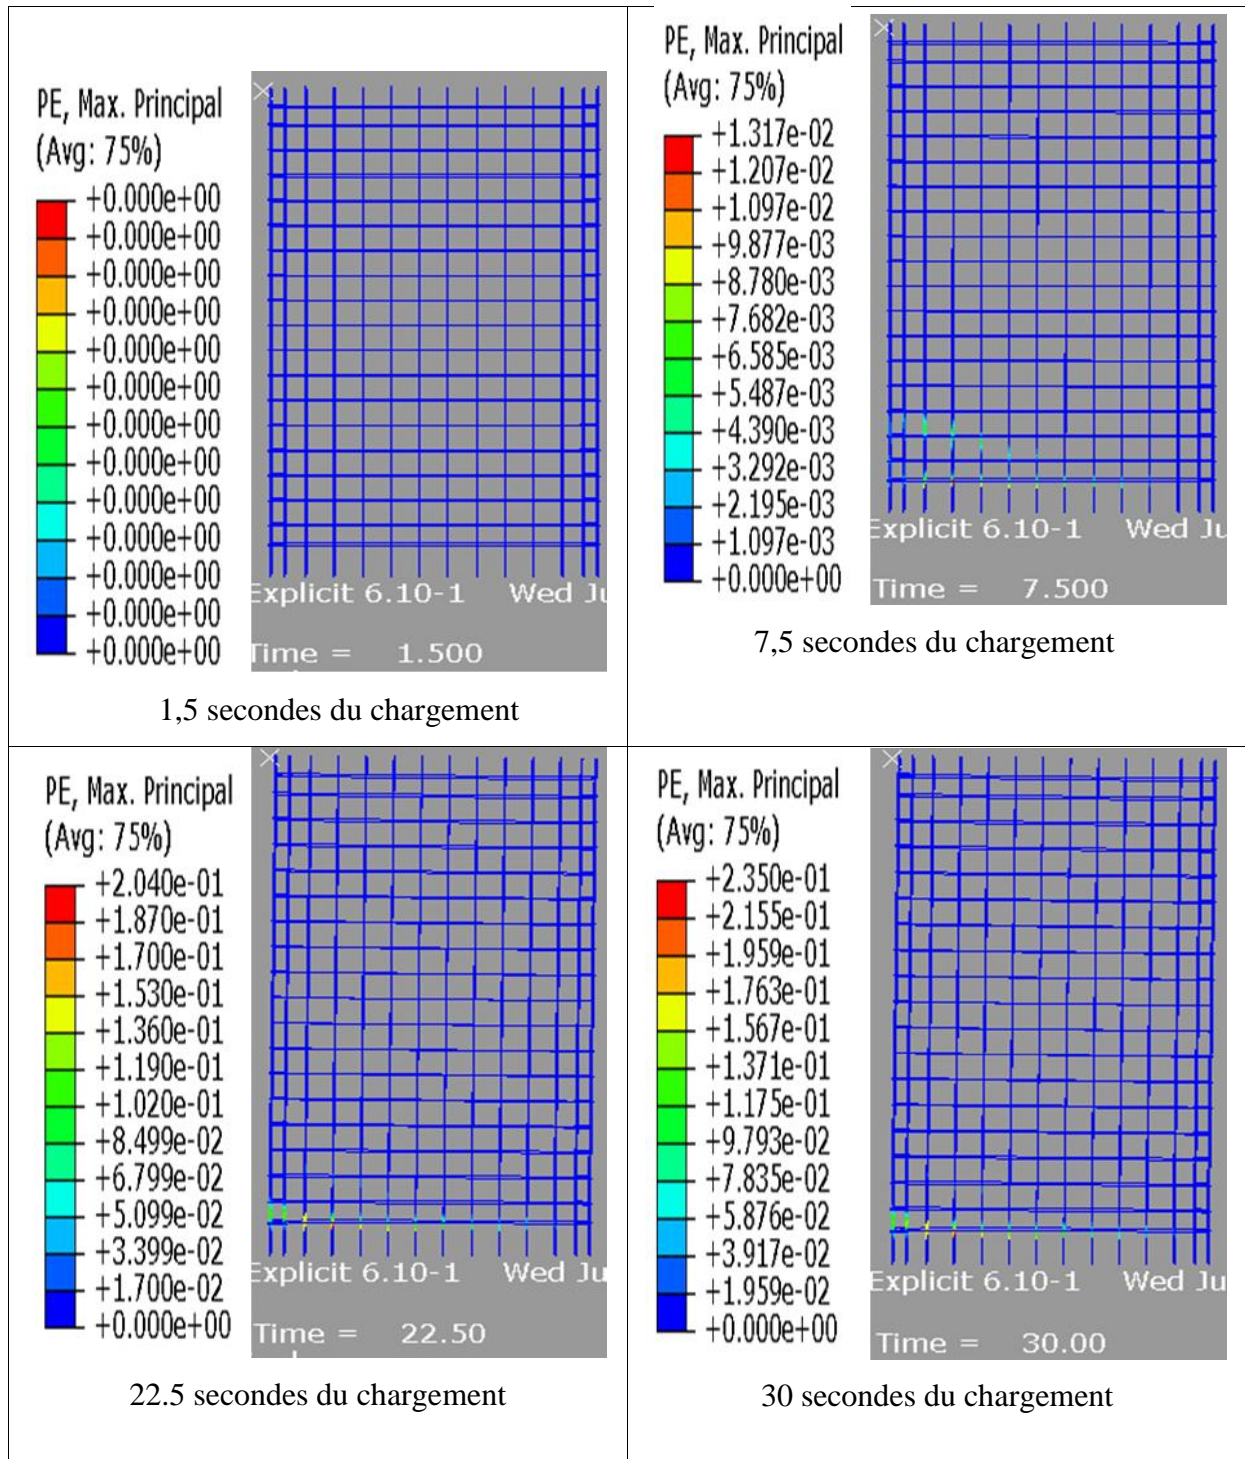 PE, Max. Principal
(Avg: 75%)
+0.000e+00
+0.000e+00
+0.000e+00
+0.000e+00
+0.000e+00
+0.000e+00
+0.000e+00
+0.000e+00
+0.000e+00
+0.000e+00
+0.000e+00
+0.000e+00
+0.000e+00
Explicit 6.10-1 Wed Ju
Time = 1.500
1,5 secondes du chargement
PE, Max. Principal
(Avg: 75%)
+1.317e-02
+1.207e-02
+1.097e-02
+9.877e-03
+8.780e-03
+7.682e-03
+6.585e-03
+5.487e-03
+4.390e-03
+3.292e-03
+2.195e-03
+1.097e-03
+0.000e+00
Explicit 6.10-1 Wed Ju
Time = 7.500
7,5 secondes du chargement
PE, Max. Principal
(Avg: 75%)
+2.040e-01
+1.870e-01
+1.700e-01
+1.530e-01
+1.360e-01
+1.190e-01
+1.020e-01
+8.499e-02
+6.799e-02
+5.099e-02
+3.399e-02
+1.700e-02
+0.000e+00
Explicit 6.10-1 Wed Ju
Time = 22.50
22.5 secondes du chargement
PE, Max. Principal
(Avg: 75%)
+2.350e-01
+2.155e-01
+1.959e-01
+1.763e-01
+1.567e-01
+1.371e-01
+1.175e-01
+9.793e-02
+7.835e-02
+5.876e-02
+3.917e-02
+1.959e-02
+0.000e+00
Explicit 6.10-1 Wed Ju
Time = 30.00
30 secondes du chargement